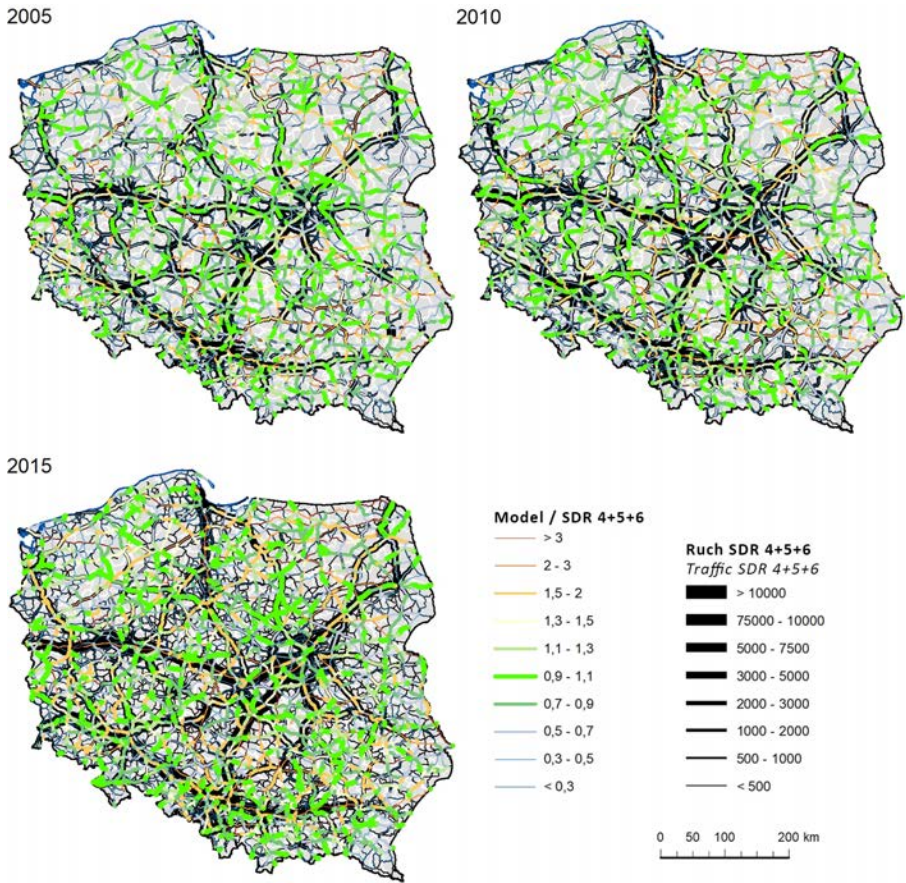 2005
2010
2015
Model / SDR 4+5+6
> 3
2 - 3
1,5 - 2
1,3 - 1,5
1,1 - 1,3
0,9 - 1,1
0,7 - 0,9
0,5 - 0,7
0,3 - 0,5
< 0,3
Ruch SDR 4+5+6
Traffic SDR 4+5+6
> 10000
75000 - 10000
5000 - 7500
3000 - 5000
2000 - 3000
1000 - 2000
500 - 1000
< 500
0 50 100 200 km